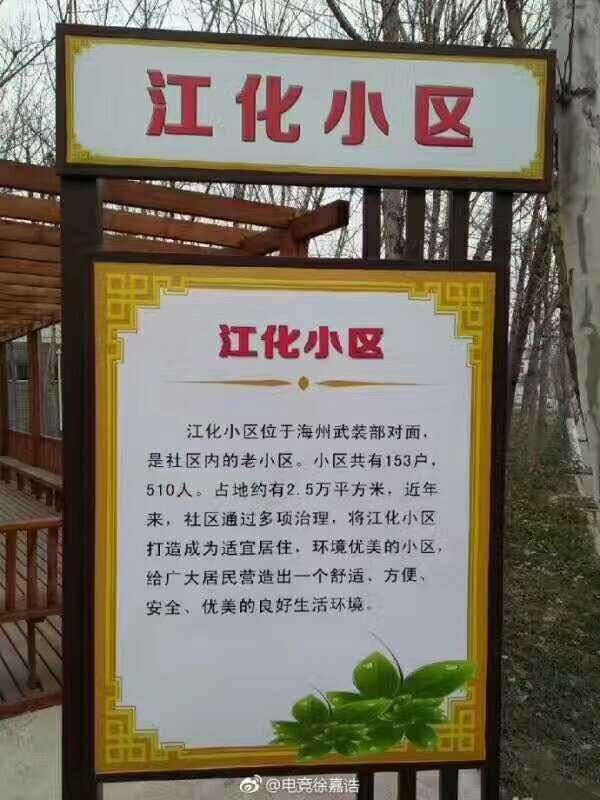 江化小区
江化小区
江化小区位于海州武装部对面，
是社区内的老小区。小区共有153户，
510人。占地约有2.5万平方米，近年
来，社区通过多项治理，将江化小区
打造成为适宜居住，环境优美的小区，
给广大居民营造出一个舒适、方便、
安全、优美的良好生活环境。
@电竞徐嘉浩